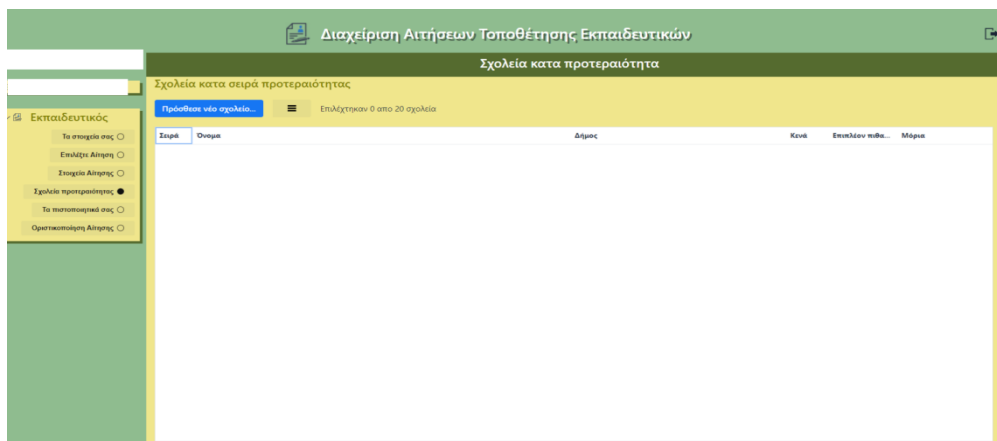 Διαχείριση Αιτήσεων Τοποθέτησης Εκπαιδευτικών
Σχολεία κατα προτεραιότητα
Σχολεία κατα σειρά προτεραιότητας
Πρόσθεσε νέο σχολείο...
Επιλέχτηκαν 0 απο 20 σχολεία
Εκπαιδευτικός
Τα στοιχεία σας
Επιλέξτε Αίτηση
Στοιχεία Αίτησης
Σχολεία προτεραιότητας
Τα πιστοποιητικά σας
Οριστικοποίηση Αίτησης
Σειρά Όνομα Δήμος Κενά Επιπλέον πιθα... Μόρια